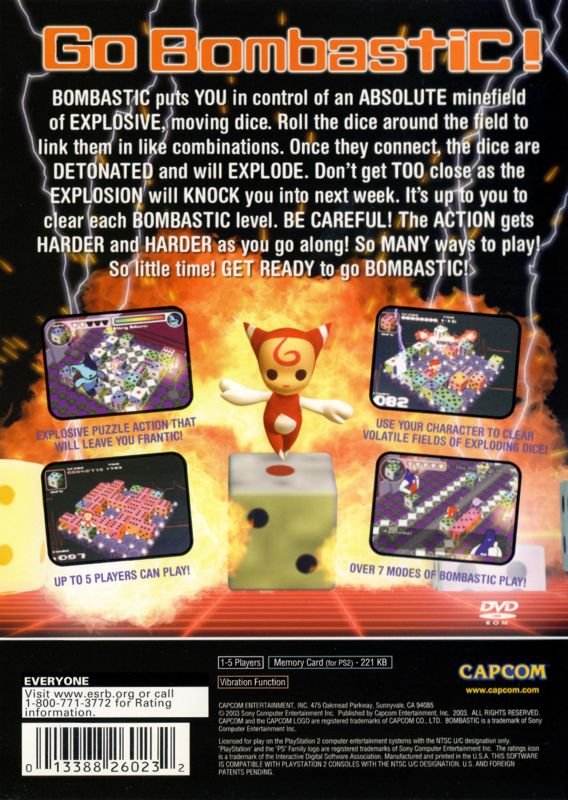 Go BombastiC!
BOMBASTIC puts YOU in control of an ABSOLUTE minefield
of EXPLOSIVE, moving dice. Roll the dice around the field to
link them in like combinations. Once they connect, the dice are
DETONATED and will EXPLODE. Don't get TOO close as the
EXPLOSION will KNOCK you into next week. It's up to you to
clear each BOMBASTIC level. BE CAREFUL! The ACTION gets
HARDER and HARDER as you go along! So MANY ways to play!
So little time! GET READY to go BOMBASTIC!
EXPLOSIVE PUZZLE ACTION THAT
WILL LEAVE YOU FRANTIC!
082
USE YOUR CHARACTER TO CLEAR
VOLATILE FIELDS OF EXPLODING DICE!
097
UP TO 5 PLAYERS CAN PLAY!
OVER 7 MODES OF BOMBASTIC PLAY!
DVD
ROM
EVERYONE
Visit www.esrb.org or call
1-800-771-3772 for Rating
information.
0 13388 26023 2
1-5 Players
Memory Card (for PS2) - 221 KB
Vibration Function
CAPCOM
www.capcom.com
CAPCOM ENTERTAINMENT, INC. 475 Oakmead Parkway, Sunnyvale, CA 94085
© 2003 Sony Computer Entertainment Inc. Published by Capcom Entertainment, Inc. 2003. ALL RIGHTS RESERVED.
CAPCOM and the CAPCOM LOGO are registered trademarks of CAPCOM CO., LTD. BOMBASTIC is a trademark of Sony
Computer Entertainment Inc.
Licensed for play on the PlayStation 2 computer entertainment systems with the NTSC U/C designation only.
"PlayStation" and the "PS" Family logo are registered trademarks of Sony Computer Entertainment Inc. The ratings icon
is a trademark of the Interactive Digital Software Association. Manufactured and printed in the U.S.A. THIS SOFTWARE
IS COMPATIBLE WITH PLAYSTATION 2 CONSOLES WITH THE NTSC U/C DESIGNATION. U.S. AND FOREIGN
PATENTS PENDING.